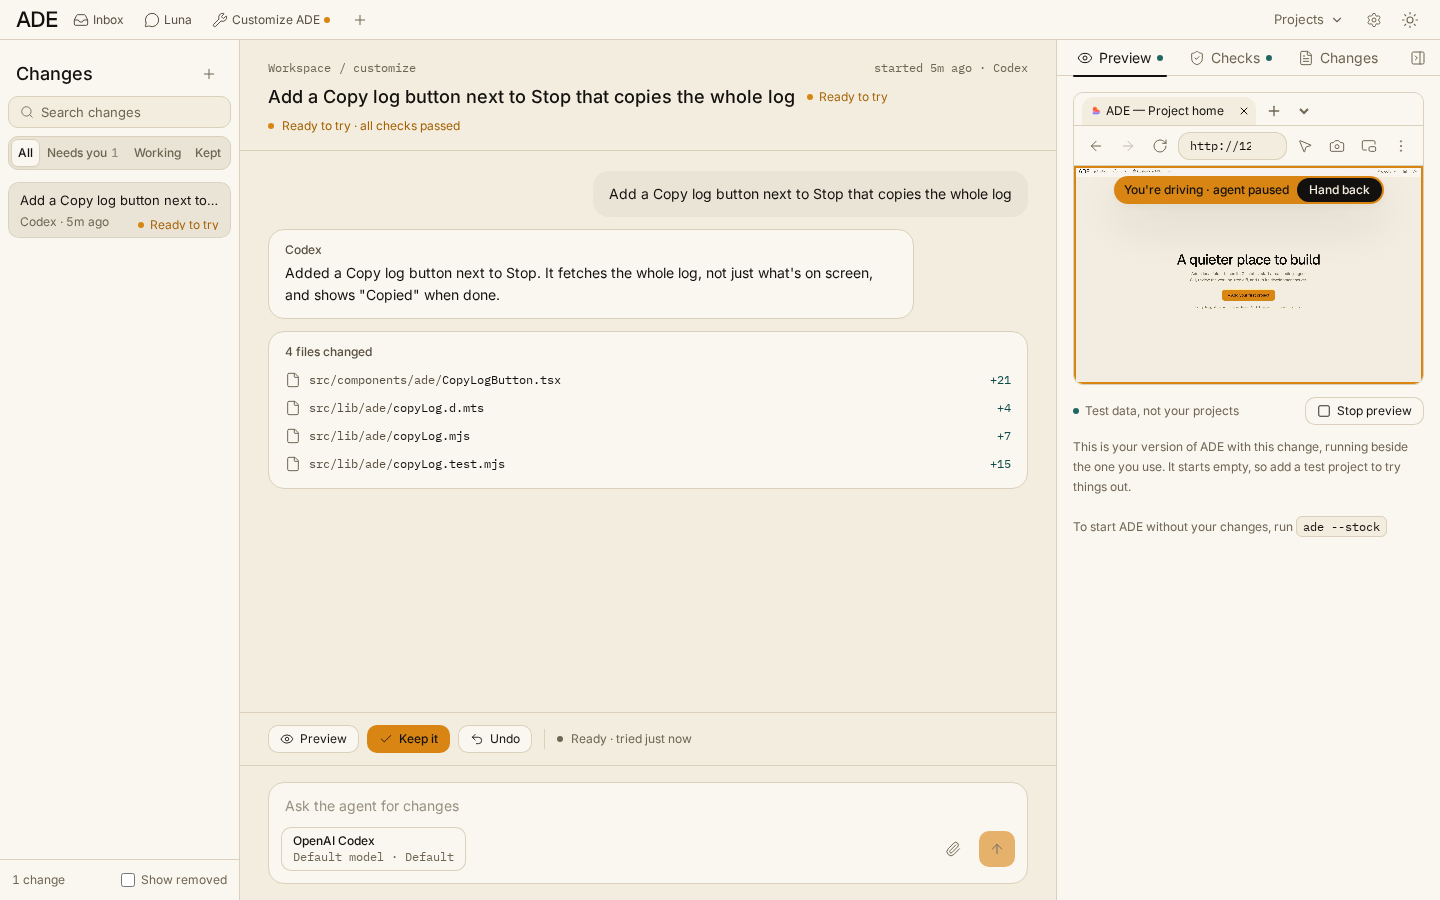 ADE
Inbox
Luna
Customize ADE
Projects
Changes
Search changes
All
Needs you 1
Working
Kept
Add a Copy log button next to...
Codex · 5m ago
Ready to try
1 change
Show removed
Workspace / customize
started 5m ago · Codex
Add a Copy log button next to Stop that copies the whole log
Ready to try
Ready to try · all checks passed
Add a Copy log button next to Stop that copies the whole log
Codex
Added a Copy log button next to Stop. It fetches the whole log, not just what's on screen,
and shows "Copied" when done.
4 files changed
src/components/ade/CopyLogButton.tsx +21
src/lib/ade/copyLog.d.mts +4
src/lib/ade/copyLog.mjs +7
src/lib/ade/copyLog.test.mjs +15
Preview
Keep it
Undo
Ready · tried just now
Ask the agent for changes
OpenAI Codex
Default model · Default
Preview
Checks
Changes
ADE — Project home
http://12
You're driving · agent paused
Hand back
A quieter place to build
Test data, not your projects
Stop preview
This is your version of ADE with this change, running beside
the one you use. It starts empty, so add a test project to try
things out.
To start ADE without your changes, run ade --stock